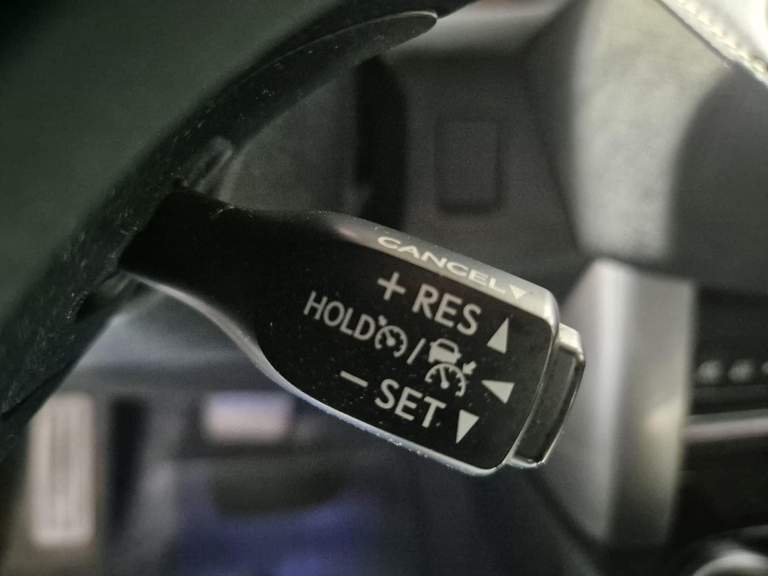 CANCEL
+ RES
HOLD /
- SET